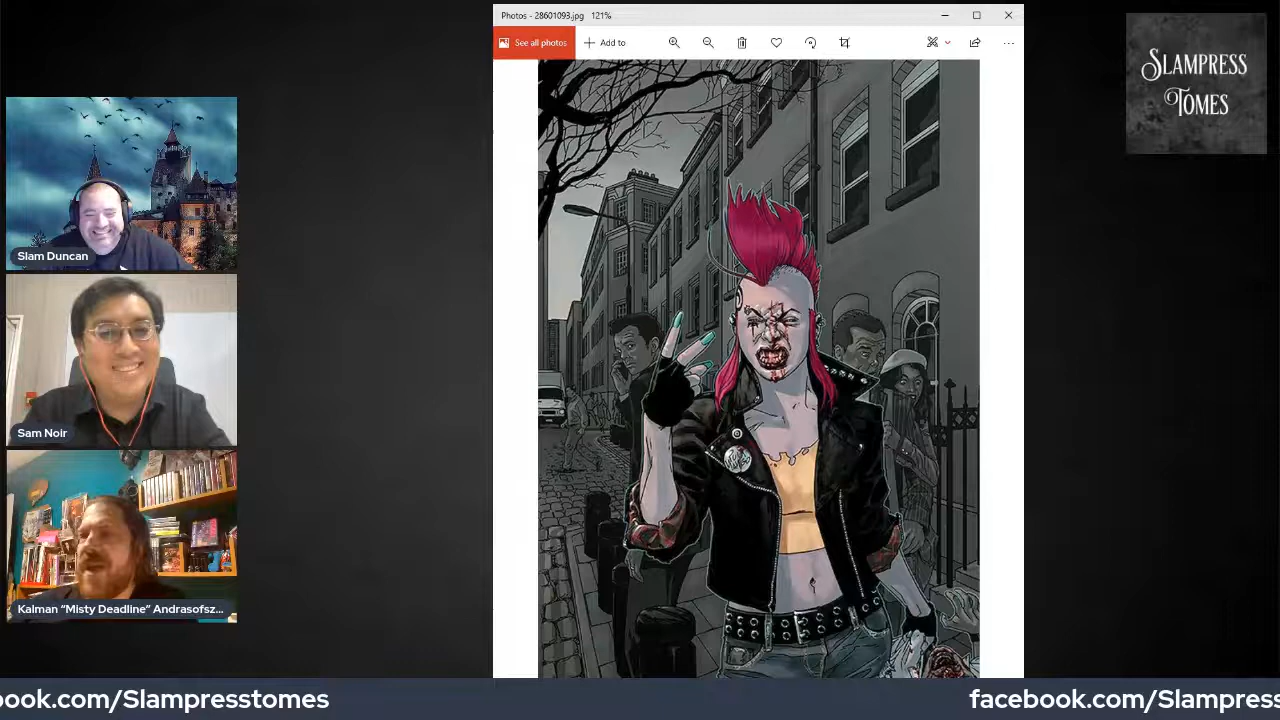 Photos - 28601093.jpg 121%
See all photos
Add to
SLAMPRESS
TOMES
Slam Duncan
Sam Noir
Kalman “MIsty Deadline” Andrasofsz...
book.com/Slampresstomes
facebook.com/Slampress